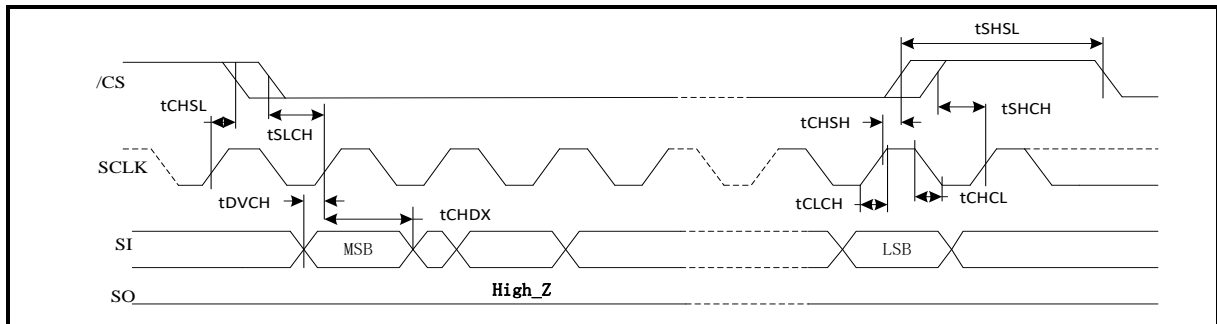 tSHSL
/CS
tCHSL
tSLCH
tCHSH
tSHCH
SCLK
tDVCH
tCHDX
tCLCH
tCHCL
SI
MSB
LSB
High_Z
SO